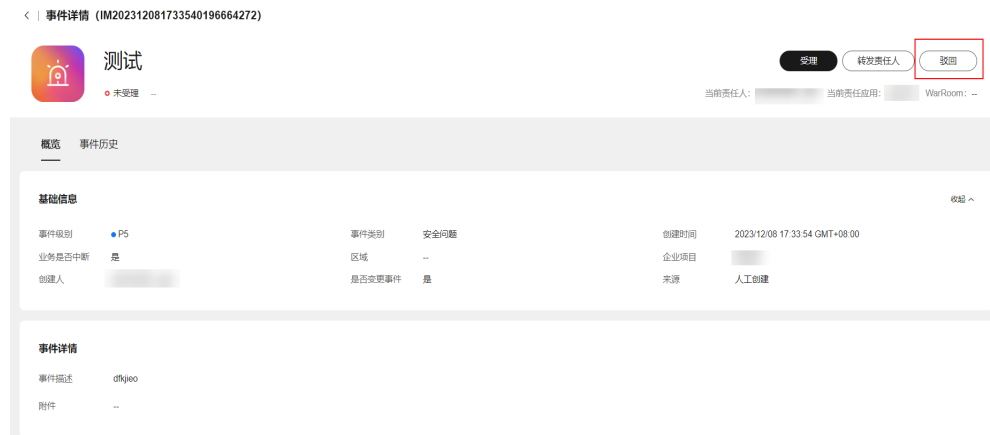 事件详情（IM202312081733540196664272）
测试
受理 转发责任人 驳回
未受理 --
当前责任人： 当前责任应用： WarRoom： --
概览 事件历史
基础信息 收起
事件级别 P5 事件类别 安全问题 创建时间 2023/12/08 17:33:54 GMT+08:00
业务是否中断 是 区域 -- 企业项目
创建人 是否变更事件 是 来源 人工创建
事件详情
事件描述 dfkjieo
附件 --